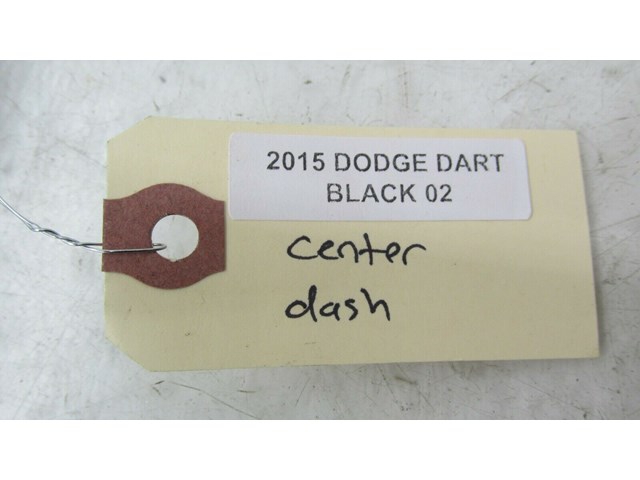 2015 DODGE DART
BLACK 02
center
dash